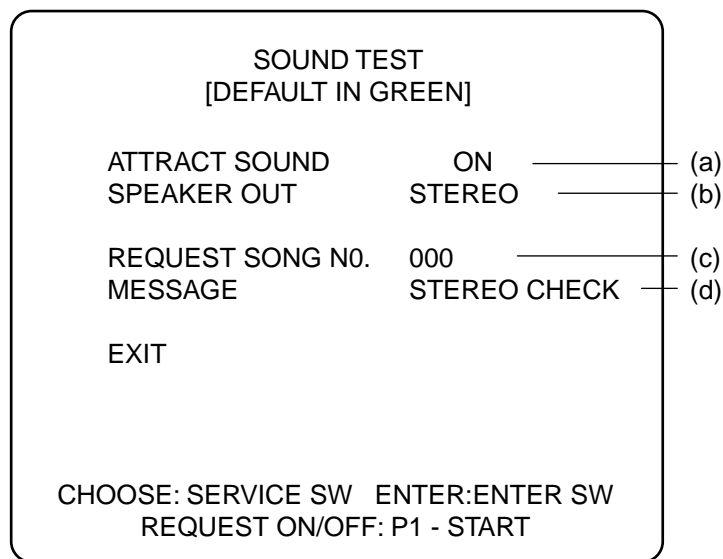 SOUND TEST
[DEFAULT IN GREEN]
ATTRACT SOUND ON (a)
SPEAKER OUT STEREO (b)
REQUEST SONG N0. 000 (c)
MESSAGE STEREO CHECK (d)
EXIT
CHOOSE: SERVICE SW ENTER:ENTER SW
REQUEST ON/OFF: P1 - START